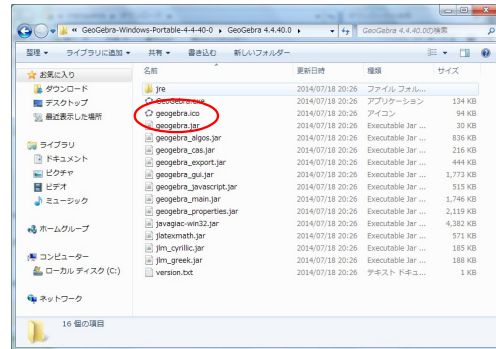 « GeoGebra-Windows-Portable-4-4-40-0 ▸ GeoGebra 4.4.40.0 ▸ GeoGebra 4.4.40.0の検索
整理 ライブラリに追加 共有 書き込む 新しいフォルダー
お気に入り
ダウンロード
デスクトップ
最近表示した場所
ライブラリ
ドキュメント
ピクチャ
ビデオ
ミュージック
ホームグループ
コンピューター
ローカル ディスク (C:)
ネットワーク
名前 更新日時 種類 サイズ
jre 2014/07/18 20:26 ファイル フォル...
GeoGebra.exe 2014/07/18 20:26 アプリケーション 134 KB
geogebra.ico 2014/07/18 20:26 アイコン 94 KB
geogebra.jar 2014/07/18 20:26 Executable Jar ... 30 KB
geogebra_algos.jar 2014/07/18 20:26 Executable Jar ... 836 KB
geogebra_cas.jar 2014/07/18 20:26 Executable Jar ... 216 KB
geogebra_export.jar 2014/07/18 20:26 Executable Jar ... 444 KB
geogebra_gui.jar 2014/07/18 20:26 Executable Jar ... 1,773 KB
geogebra_javascript.jar 2014/07/18 20:26 Executable Jar ... 515 KB
geogebra_main.jar 2014/07/18 20:26 Executable Jar ... 1,746 KB
geogebra_properties.jar 2014/07/18 20:26 Executable Jar ... 2,119 KB
javagiac-win32.jar 2014/07/18 20:26 Executable Jar ... 4,382 KB
jlatexmath.jar 2014/07/18 20:26 Executable Jar ... 571 KB
jlm_cyrillic.jar 2014/07/18 20:26 Executable Jar ... 185 KB
jlm_greek.jar 2014/07/18 20:26 Executable Jar ... 188 KB
version.txt 2014/07/18 20:26 テキスト ドキュ... 1 KB
16 個の項目